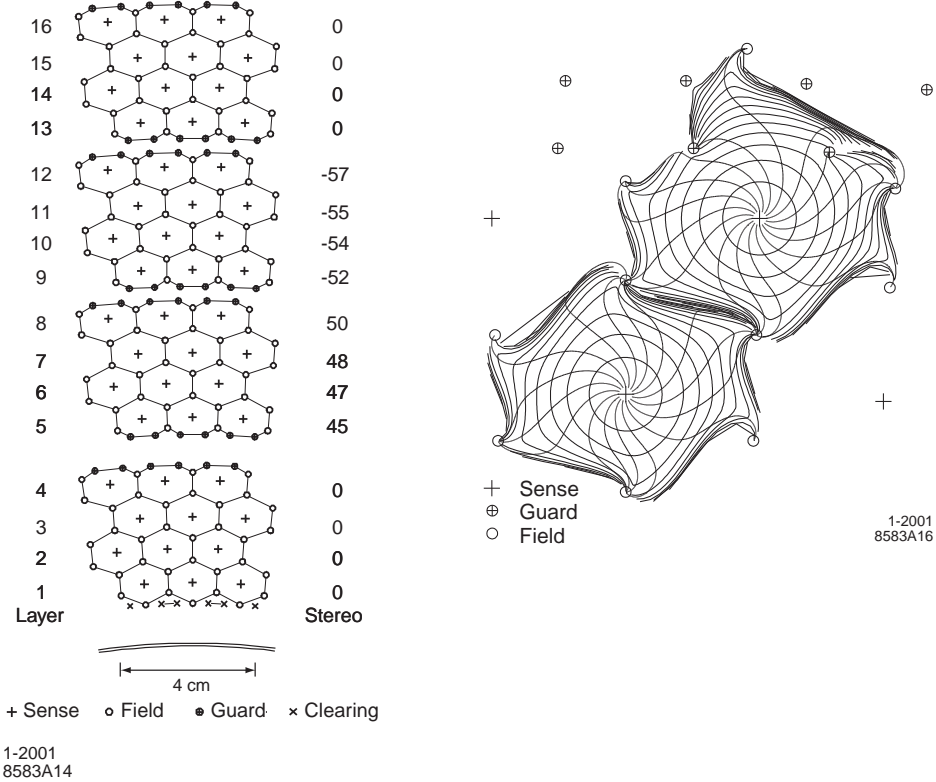 16 0
15 0
14 0
13 0
12 -57
11 -55
10 -54
9 -52
8 50
7 48
6 47
5 45
4 0
3 0
2 0
1 0
Layer Stereo
4 cm
Sense Field Guard Clearing
1-2001
8583A14
Sense
Guard
Field
1-2001
8583A16